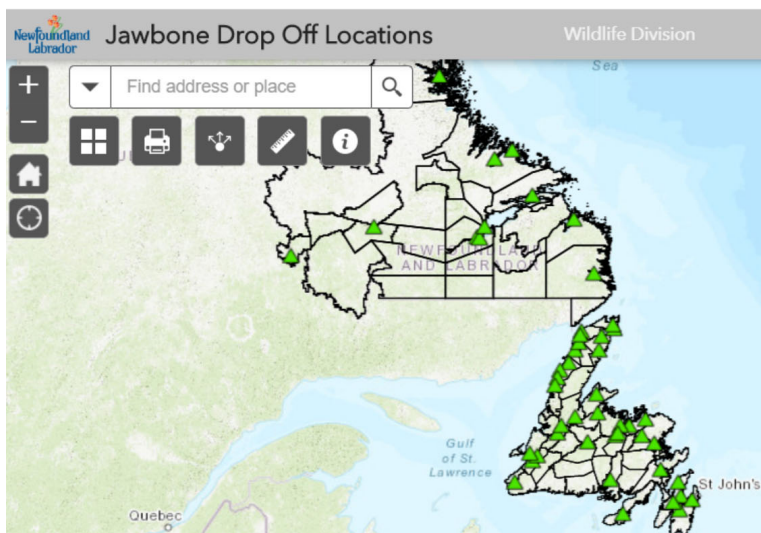 Newfoundland
Labrador
Jawbone Drop Off Locations
Wildlife Division
Sea
+
Find address or place
−
i
NEWFOUNDLAND
AND LABRADOR
Gulf
of St.
Lawrence
St John's
Quebec